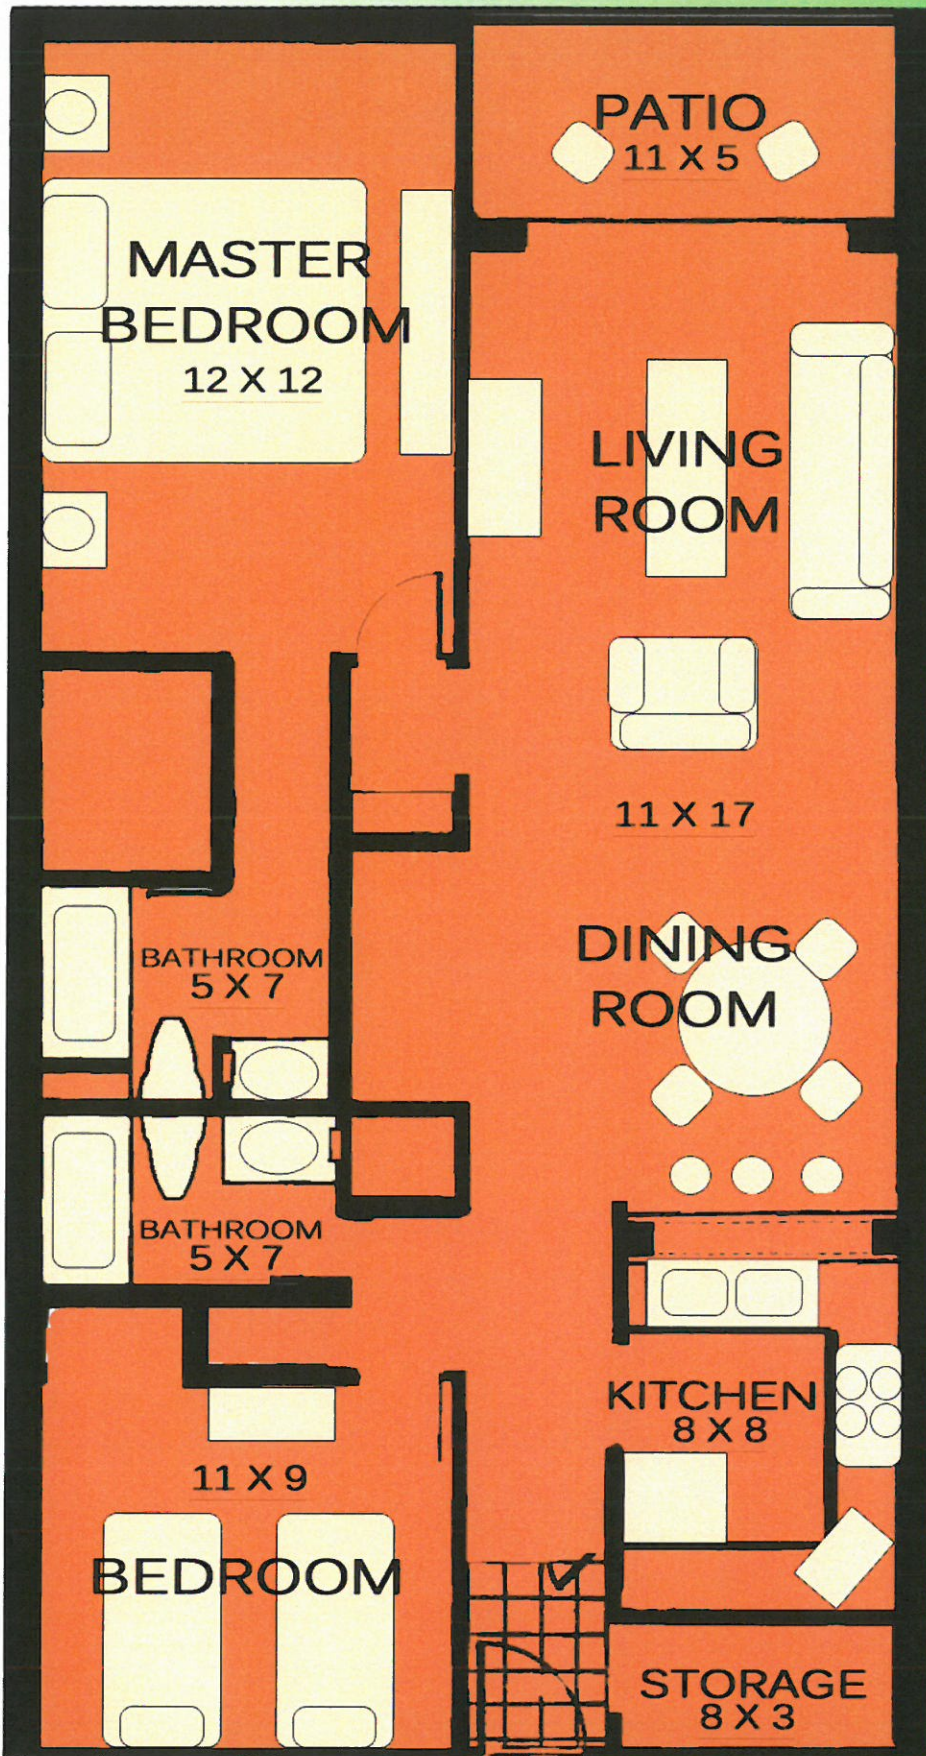 PATIO
11 X 5
MASTER
BEDROOM
12 X 12
LIVING
ROOM
11 X 17
DINING
ROOM
BATHROOM
5 X 7
BATHROOM
5 X 7
KITCHEN
8 X 8
11 X 9
BEDROOM
STORAGE
8 X 3